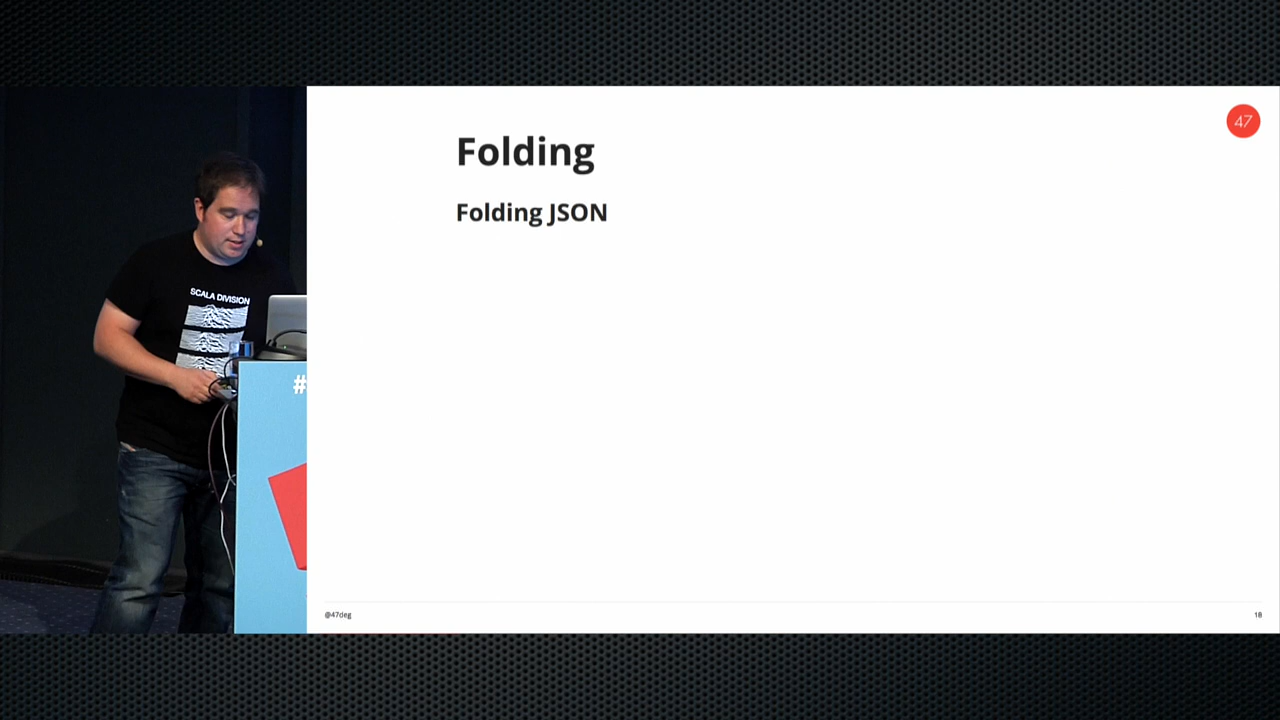 47
Folding
Folding JSON
SCALA DIVISION
#
@47deg
18